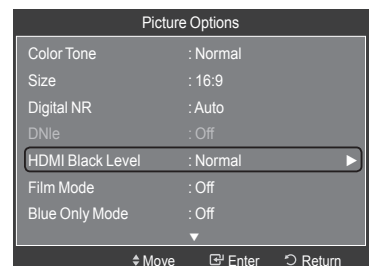 Picture Options
Color Tone : Normal
Size : 16:9
Digital NR : Auto
DNIe : Off
HDMI Black Level : Normal ►
Film Mode : Off
Blue Only Mode : Off
▼
Move Enter Return